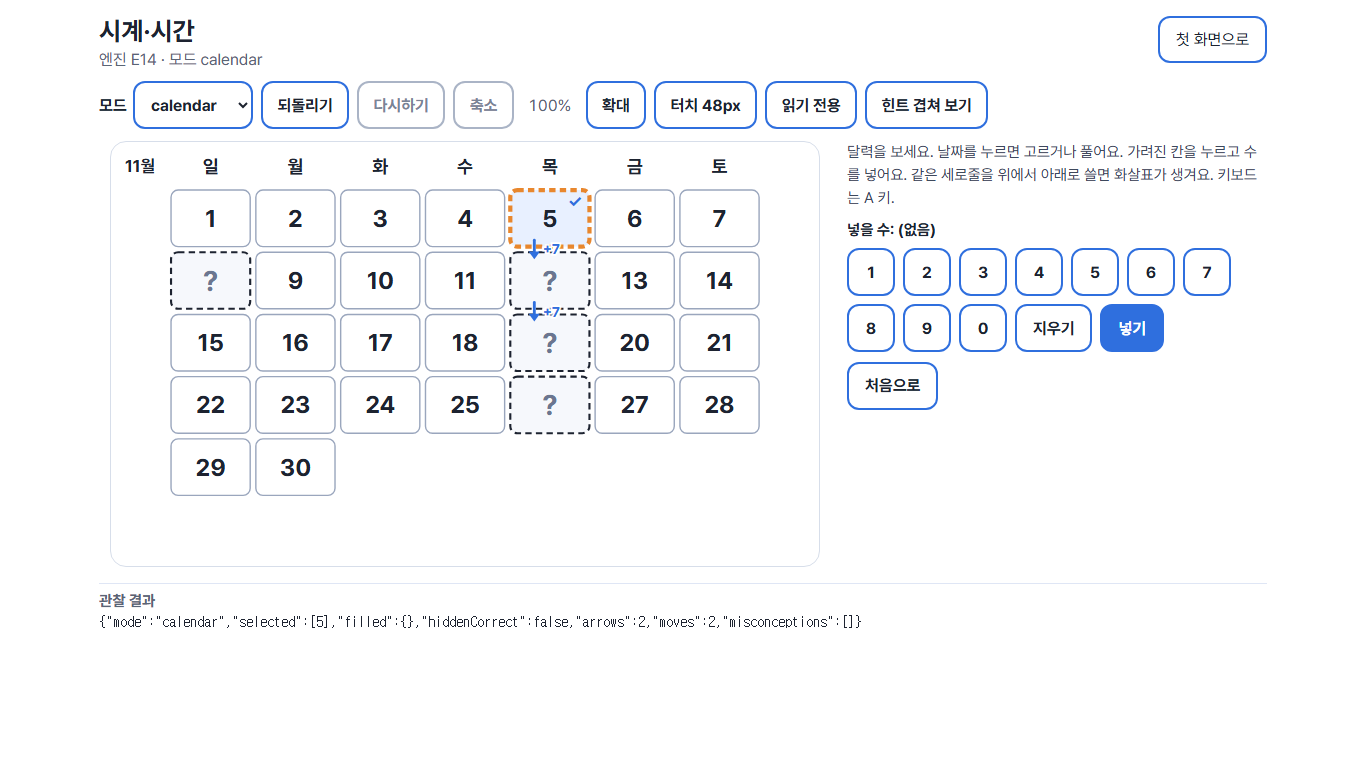 시계·시간
엔진 E14 · 모드 calendar
첫 화면으로
모드 calendar 되돌리기 다시하기 축소 100% 확대 터치 48px 읽기 전용 힌트 겹쳐 보기
11월 일 월 화 수 목 금 토
1 2 3 4 5 6 7
+7
? 9 10 11 ? 13 14
+7
15 16 17 18 ? 20 21
22 23 24 25 ? 27 28
29 30
달력을 보세요. 날짜를 누르면 고르거나 풀어요. 가려진 칸을 누르고 수
를 넣어요. 같은 세로줄을 위에서 아래로 쓸면 화살표가 생겨요. 키보드
는 A 키.
넣을 수: (없음)
1 2 3 4 5 6 7
8 9 0 지우기 넣기
처음으로
관찰 결과
{"mode":"calendar","selected":[5],"filled":{},"hiddenCorrect":false,"arrows":2,"moves":2,"misconceptions":[]}